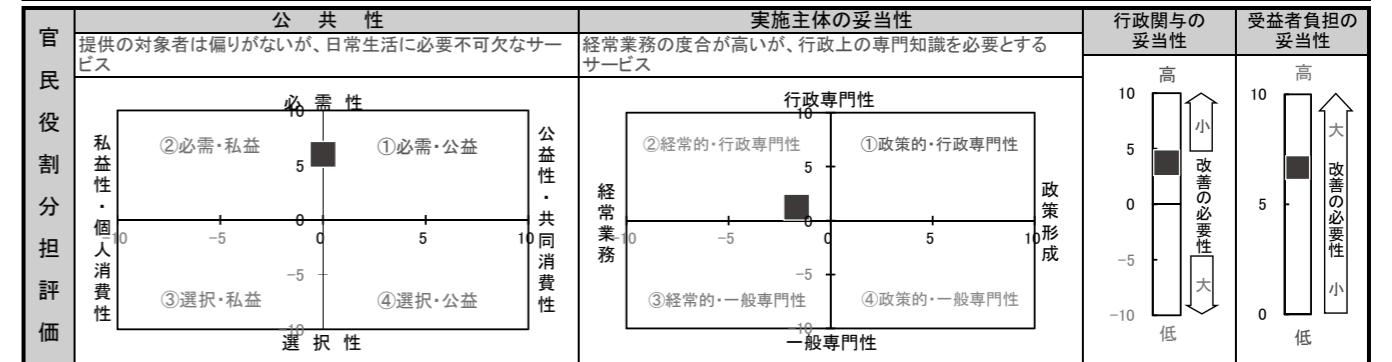 官民役割分担評価
公共性
提供の対象者は偏りがないが、日常生活に必要不可欠なサー
ビス
必需性
10
私益性・個人消費性
②必需・私益
①必需・公益
公益性・共同消費性
5
0
-10
-5
0
5
10
-5
③選択・私益
④選択・公益
-10
選択性
実施主体の妥当性
経常業務の度合が高いが、行政上の専門知識を必要とする
サービス
行政専門性
10
②経常的・行政専門性
①政策的・行政専門性
5
経常業務
政策形成
0
-10
-5
0
5
10
-5
③経常的・一般専門性
④政策的・一般専門性
-10
一般専門性
行政関与の
妥当性
高
10
小
5
改善の必要性
0
-5
大
-10
低
受益者負担の
妥当性
高
10
大
改善の必要性
5
小
0
低